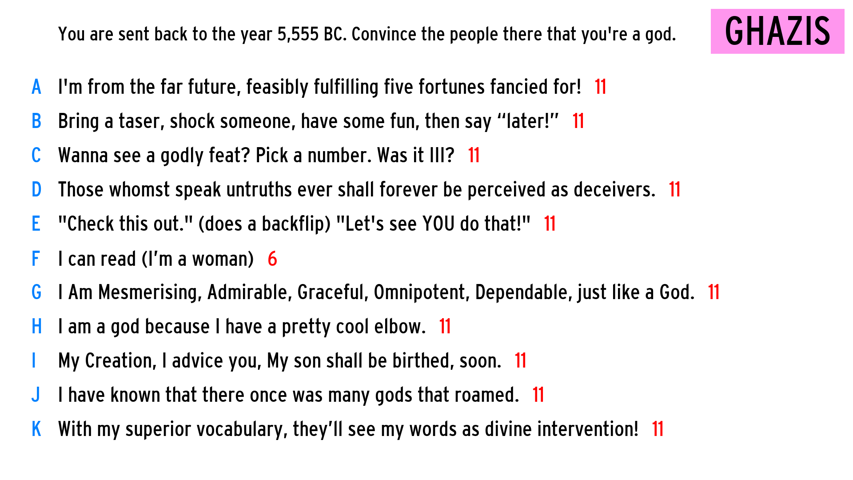 You are sent back to the year 5,555 BC. Convince the people there that you're a god.
GHAZIS
A I'm from the far future, feasibly fulfilling five fortunes fancied for! 11
B Bring a taser, shock someone, have some fun, then say “later!” 11
C Wanna see a godly feat? Pick a number. Was it III? 11
D Those whomst speak untruths ever shall forever be perceived as deceivers. 11
E "Check this out." (does a backflip) "Let's see YOU do that!" 11
F I can read (I’m a woman) 6
G I Am Mesmerising, Admirable, Graceful, Omnipotent, Dependable, just like a God. 11
H I am a god because I have a pretty cool elbow. 11
I My Creation, I advice you, My son shall be birthed, soon. 11
J I have known that there once was many gods that roamed. 11
K With my superior vocabulary, they’ll see my words as divine intervention! 11